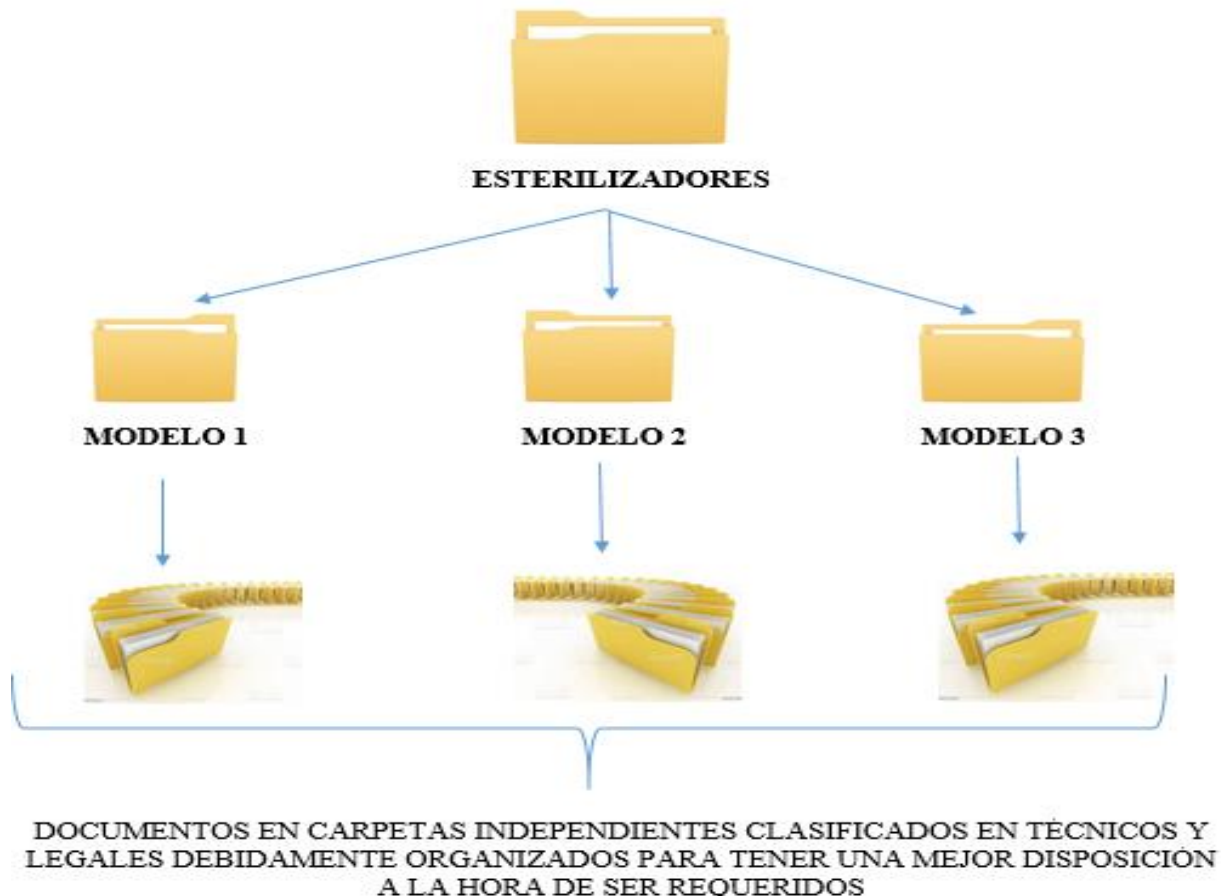 ESTERILIZADORES
MODELO 1
MODELO 2
MODELO 3
DOCUMENTOS EN CARPETAS INDEPENDIENTES CLASIFICADOS EN TÉCNICOS Y
LEGALES DEBIDAMENTE ORGANIZADOS PARA TENER UNA MEJOR DISPOSICIÓN
A LA HORA DE SER REQUERIDOS